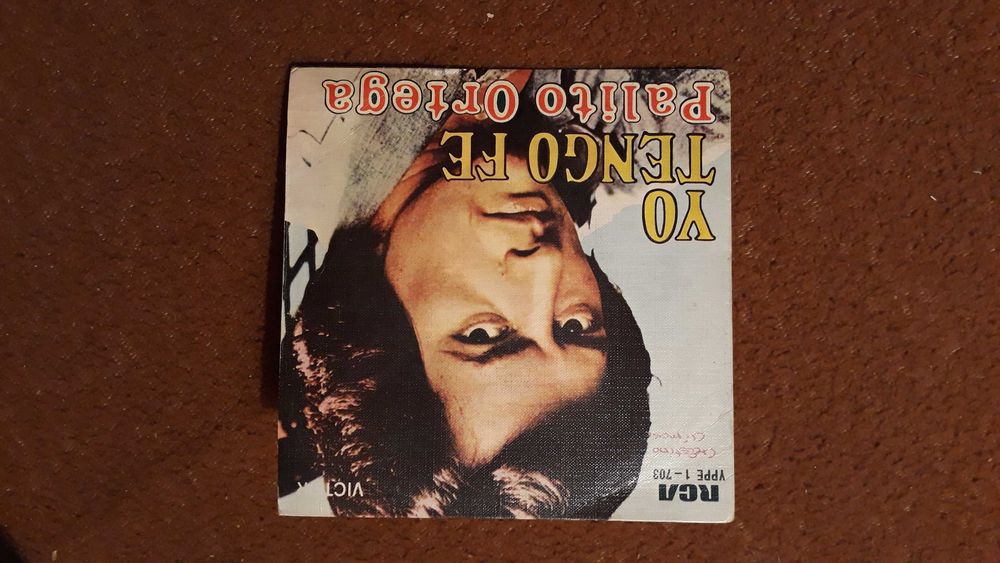 RCA
VICTOR
YPPE 1-703
YO
TENGO FE
Palito Ortega